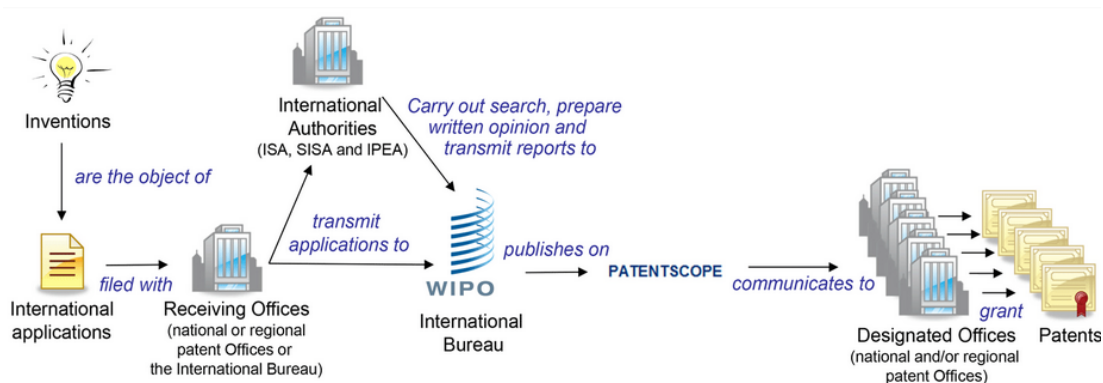 Inventions
are the object of
International
applications
filed with
Receiving Offices
(national or regional
patent Offices or
the International Bureau)
transmit
applications to
International
Authorities
(ISA, SISA and IPEA)
Carry out search, prepare
written opinion and
transmit reports to
WIPO
International
Bureau
publishes on
PATENTSCOPE
communicates to
Designated Offices
(national and/or regional
patent Offices)
grant
Patents